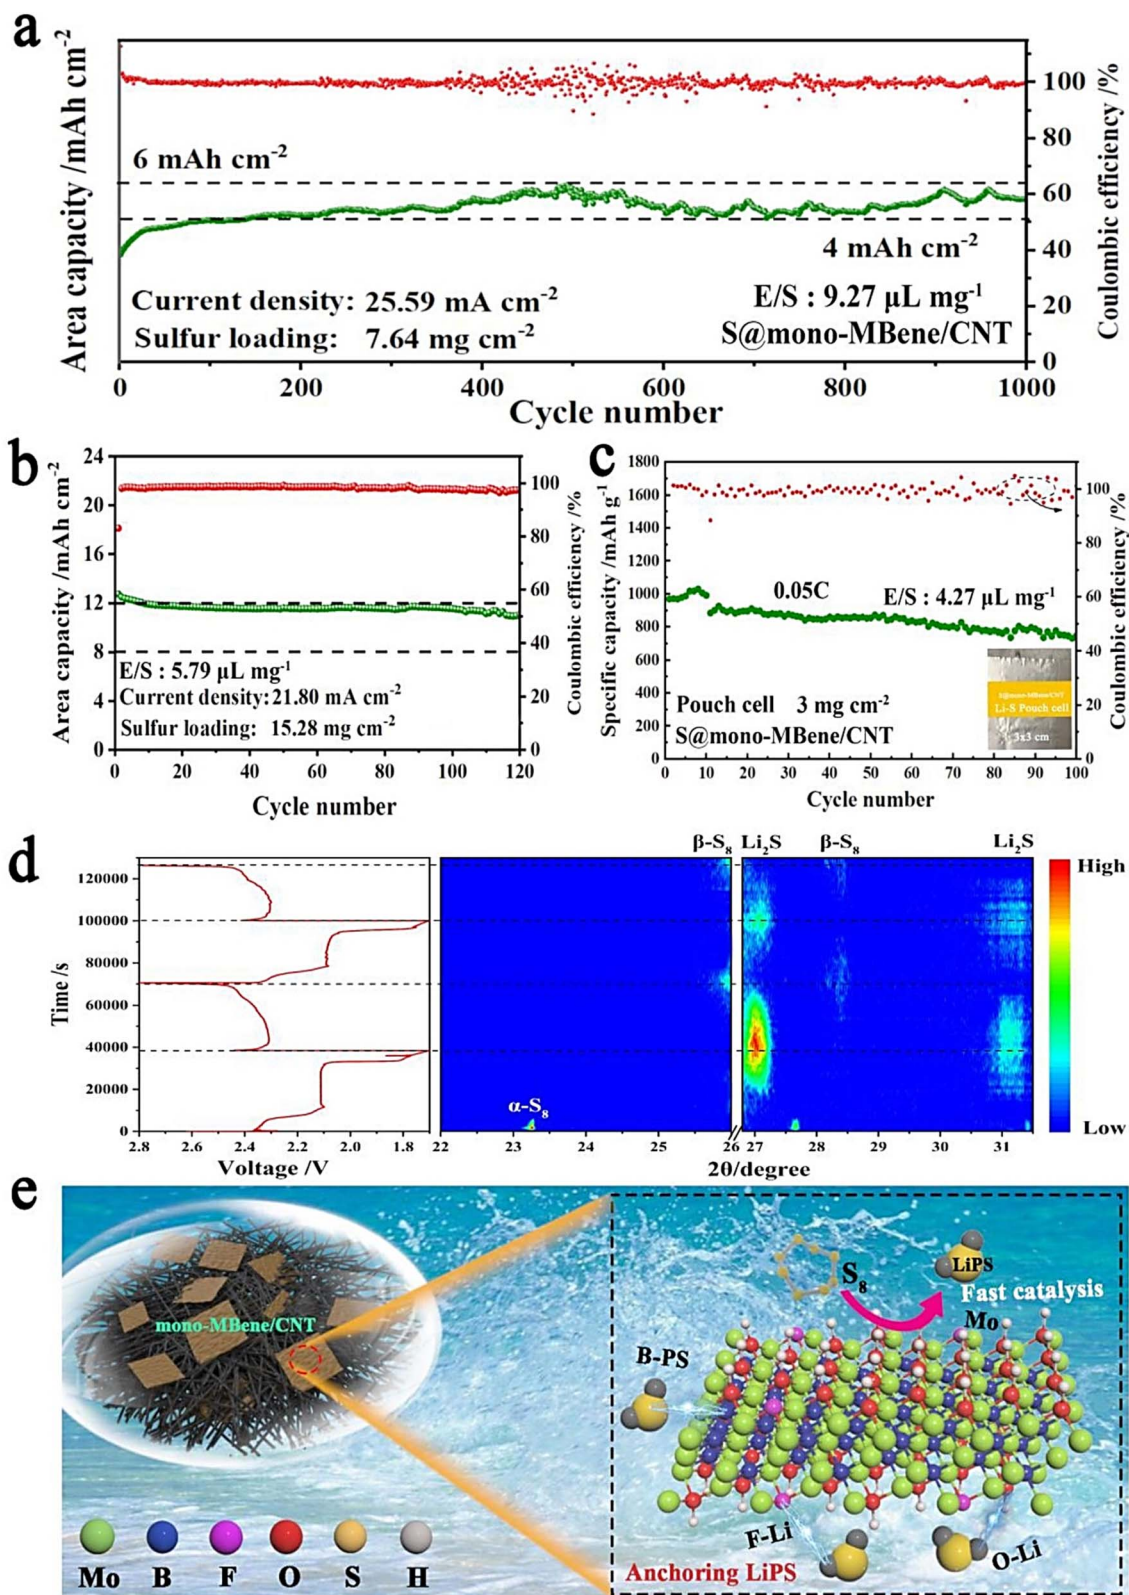 a
Area capacity /mAh cm-2
Coulombic efficiency /%
100
6 mAh cm-2
80
60
4 mAh cm-2
40
Current density: 25.59 mA cm-2
E/S : 9.27 μL mg-1
20
Sulfur loading: 7.64 mg cm-2
S@mono-MBene/CNT
0
0 200 400 600 800 1000
Cycle number
b
Area capacity /mAh cm-2
24
20
16
12
8
4
0
100
80
60
40
20
0
Coulombic efficiency /%
E/S : 5.79 μL mg-1
Current density: 21.80 mA cm-2
Sulfur loading: 15.28 mg cm-2
0 20 40 60 80 100 120
Cycle number
c
Specific capacity /mAh g-1
1800
1600
1400
1200
1000
800
600
400
200
0
100
80
60
40
20
0
Coulombic efficiency /%
0.05C
E/S : 4.27 μL mg-1
Pouch cell 3 mg cm-2
S@mono-MBene/CNT
S@mono-MBene/CNT
Li-S Pouch cell
3x3 cm
0 10 20 30 40 50 60 70 80 90 100
Cycle number
d
β-S8 Li2S β-S8 Li2S
Time /s
120000
100000
80000
60000
40000
20000
0
High
α-S8
Low
2.8 2.6 2.4 2.2 2.0 1.8
22 23 24 25 26 27 28 29 30 31
Voltage /V
2θ/degree
e
mono-MBene/CNT
S8
LiPS
Fast catalysis
Mo
B-PS
F-Li
O-Li
Anchoring LiPS
Mo B F O S H